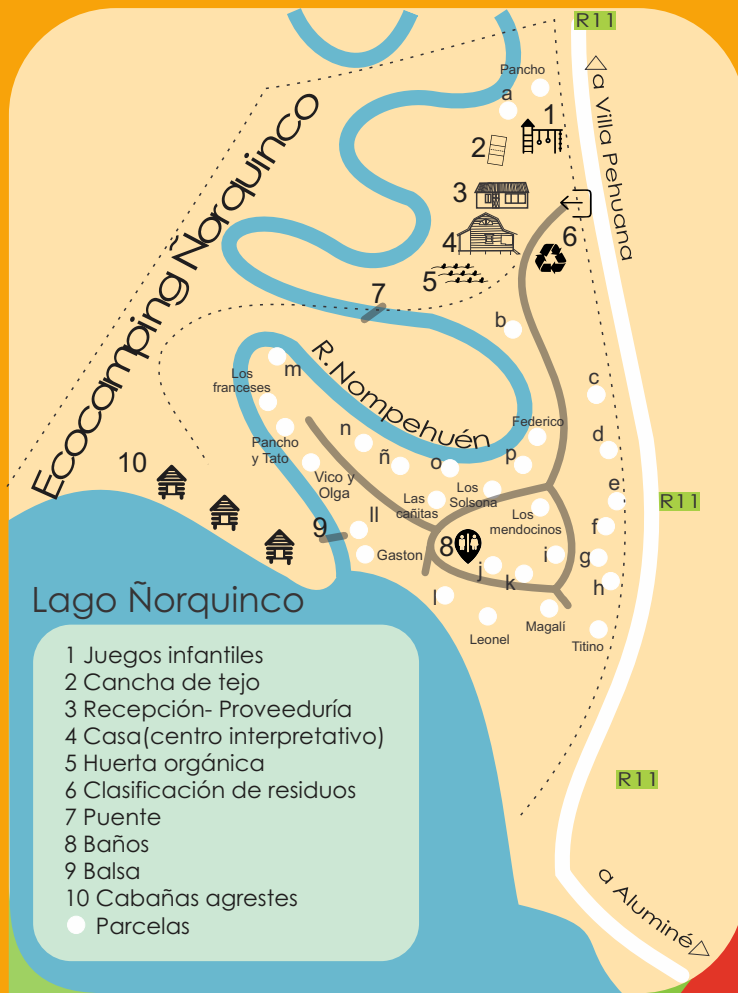 R11
a Villa Pehuana
Pancho
a
1
2
3
4
5
6
7
Ecocamping Ñorquinco
b
R.Nompehuén
c
m
Los
franceses
Federico
n
d
Pancho
y Tato
ñ
o
p
10
Vico y
Olga
Los
Solsona
e
R11
Las
cañitas
Los
mendocinos
ll
9
f
8
Gaston
i
g
j
k
h
l
Lago Ñorquinco
Leonel
Magalí
Titino
1 Juegos infantiles
2 Cancha de tejo
3 Recepción- Proveeduría
4 Casa(centro interpretativo)
5 Huerta orgánica
6 Clasificación de residuos
7 Puente
8 Baños
9 Balsa
10 Cabañas agrestes
Parcelas
R11
a Aluminé